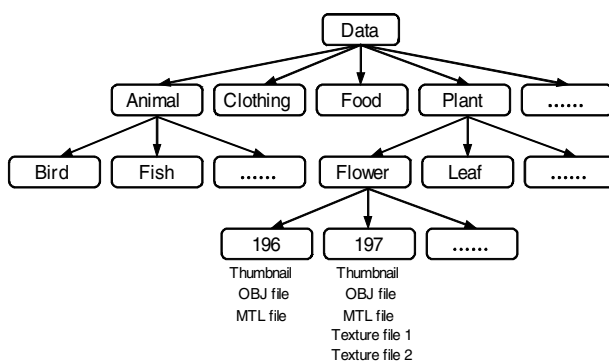 Data
Animal Clothing Food Plant ......
Bird Fish ...... Flower Leaf ......
196 197 ......
Thumbnail Thumbnail
OBJ file OBJ file
MTL file MTL file
Texture file 1
Texture file 2